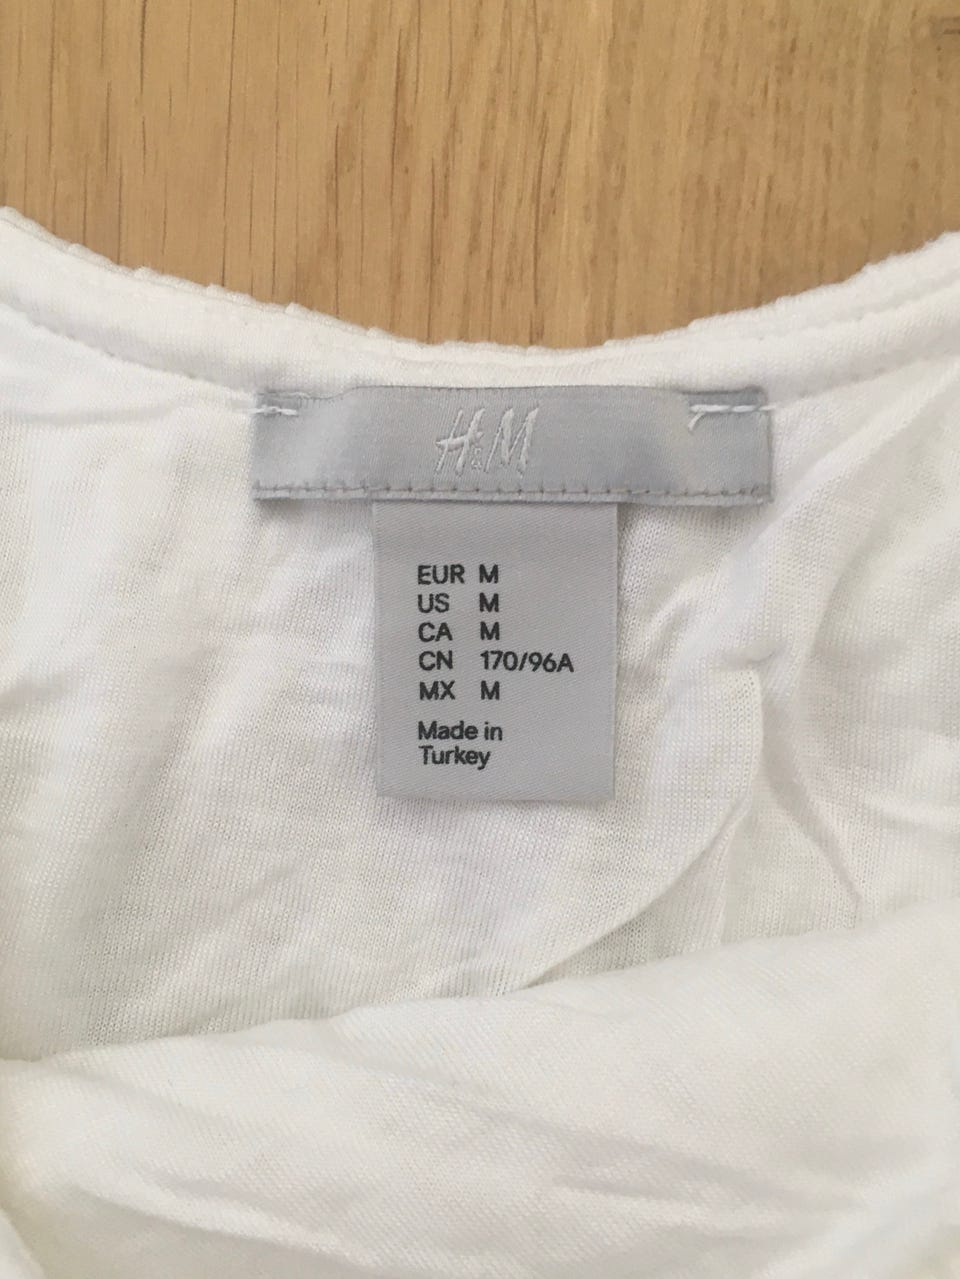 H&M
EUR M
US M
CA M
CN 170/96A
MX M
Made in
Turkey